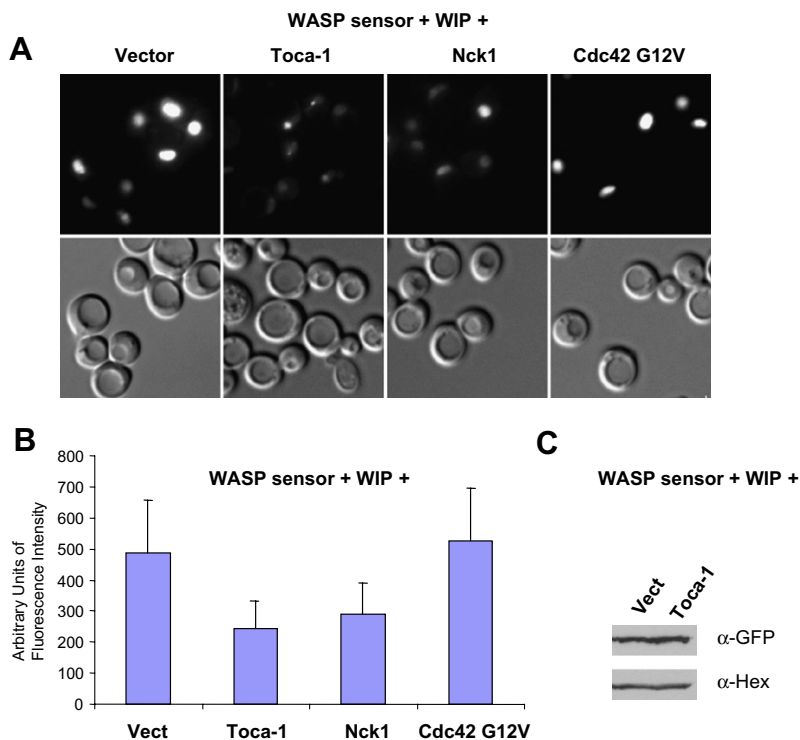 WASP sensor + WIP +
A
Vector Toca-1 Nck1 Cdc42 G12V
B
WASP sensor + WIP +
Arbitrary Units of
Fluorescence Intensity
800
700
600
500
400
300
200
100
0
Vect Toca-1 Nck1 Cdc42 G12V
C
WASP sensor + WIP +
Vect Toca-1
α-GFP
α-Hex